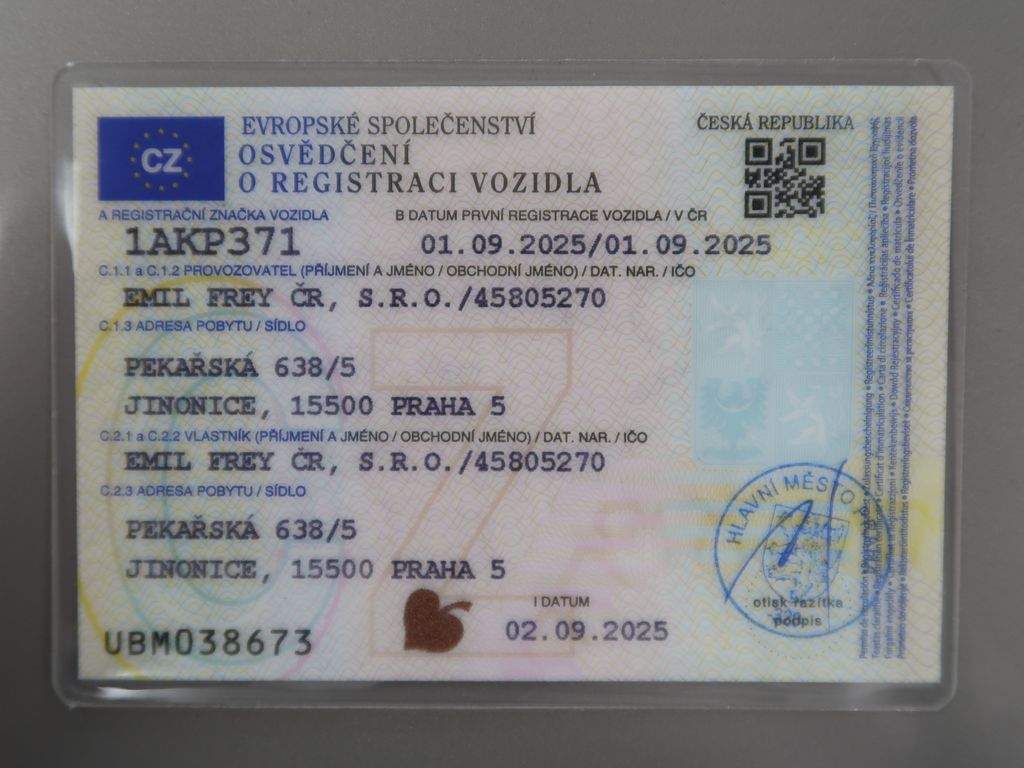 CZ
EVROPSKÉ SPOLEČENSTVÍ
OSVĚDČENÍ
O REGISTRACI VOZIDLA
ČESKÁ REPUBLIKA
A REGISTRAČNÍ ZNAČKA VOZIDLA
B DATUM PRVNÍ REGISTRACE VOZIDLA / V ČR
1AKP371
01.09.2025/01.09.2025
C.1.1 a C.1.2 PROVOZOVATEL (PŘÍJMENÍ A JMÉNO / OBCHODNÍ JMÉNO) / DAT. NAR. / IČO
EMIL FREY ČR, S.R.O./45805270
C.1.3 ADRESA POBYTU / SÍDLO
PEKAŘSKÁ 638/5
JINONICE, 15500 PRAHA 5
C.2.1 a C.2.2 VLASTNÍK (PŘÍJMENÍ A JMÉNO / OBCHODNÍ JMÉNO) / DAT. NAR. / IČO
EMIL FREY ČR, S.R.O./45805270
C.2.3 ADRESA POBYTU / SÍDLO
PEKAŘSKÁ 638/5
JINONICE, 15500 PRAHA 5
HLAVNÍ MĚSTO
otisk razítka
podpis
I DATUM
02.09.2025
UBM038673